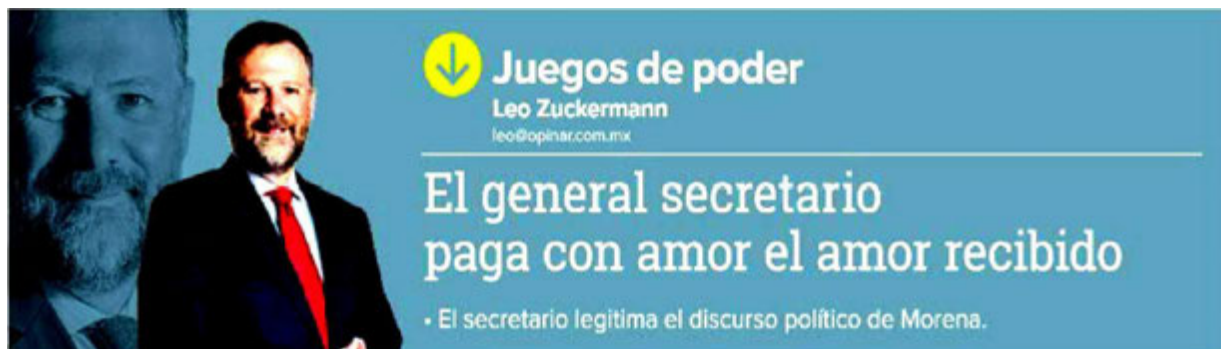 Juegos de poder
Leo Zuckermann
leo@opinar.com.mx
El general secretario
paga con amor el amor recibido
• El secretario legitima el discurso político de Morena.